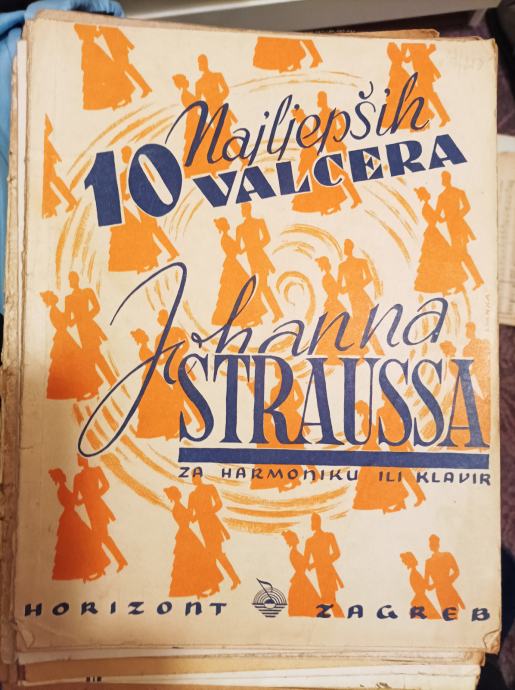 10 Najljepših
VALCERA
Johanna
STRAUSSA
ZA HARMONIKU ILI KLAVIR
HORIZONT ZAGREB